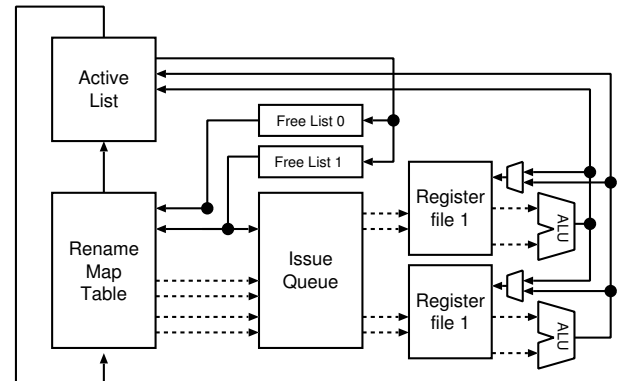 Active
List
Free List 0
Free List 1
Rename
Map
Table
Issue
Queue
Register
file 1
ALU
Register
file 1
ALU